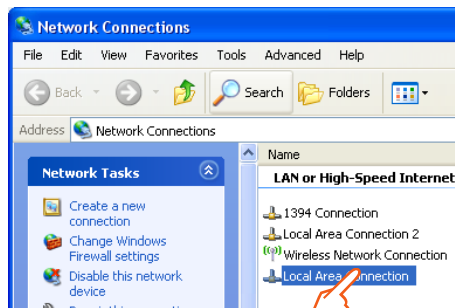 Network Connections
File Edit View Favorites Tools Advanced Help
Back Search Folders
Address Network Connections
Name
Network Tasks
LAN or High-Speed Internet
Create a new
connection
Change Windows
Firewall settings
Disable this network
device
1394 Connection
Local Area Connection 2
Wireless Network Connection
Local Area Connection